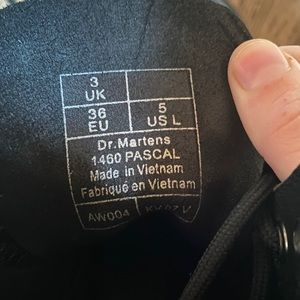 3
UK
36 5
EU US L
Dr.Martens
1460 PASCAL
Made in Vietnam
Fabriqué en Vietnam
AW004